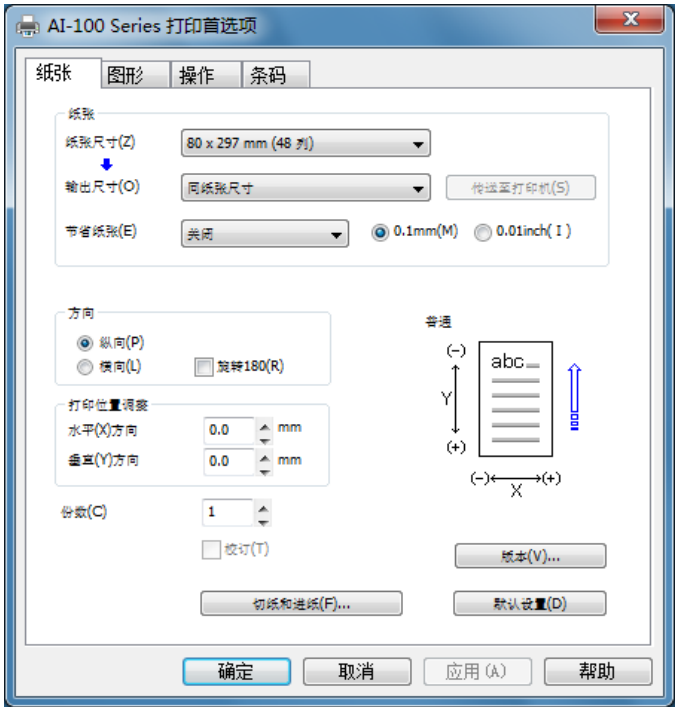 AI-100 Series 打印首选项
纸张 图形 操作 条码
纸张
纸张尺寸(Z) 80 x 297 mm (48 列)
输出尺寸(O) 同纸张尺寸 传送至打印机(S)
节省纸张(E) 关闭 0.1mm(M) 0.01inch( I )
方向
纵向(P)
横向(L) 旋转180(R)
打印位置调整
水平(X)方向 0.0 mm
垂直(Y)方向 0.0 mm
份数(C) 1
校订(T)
普通
(-)
abc
Y
(+)
(-) (+)
X
版本(V)...
切纸和进纸(F)... 默认设置(D)
确定 取消 应用(A) 帮助